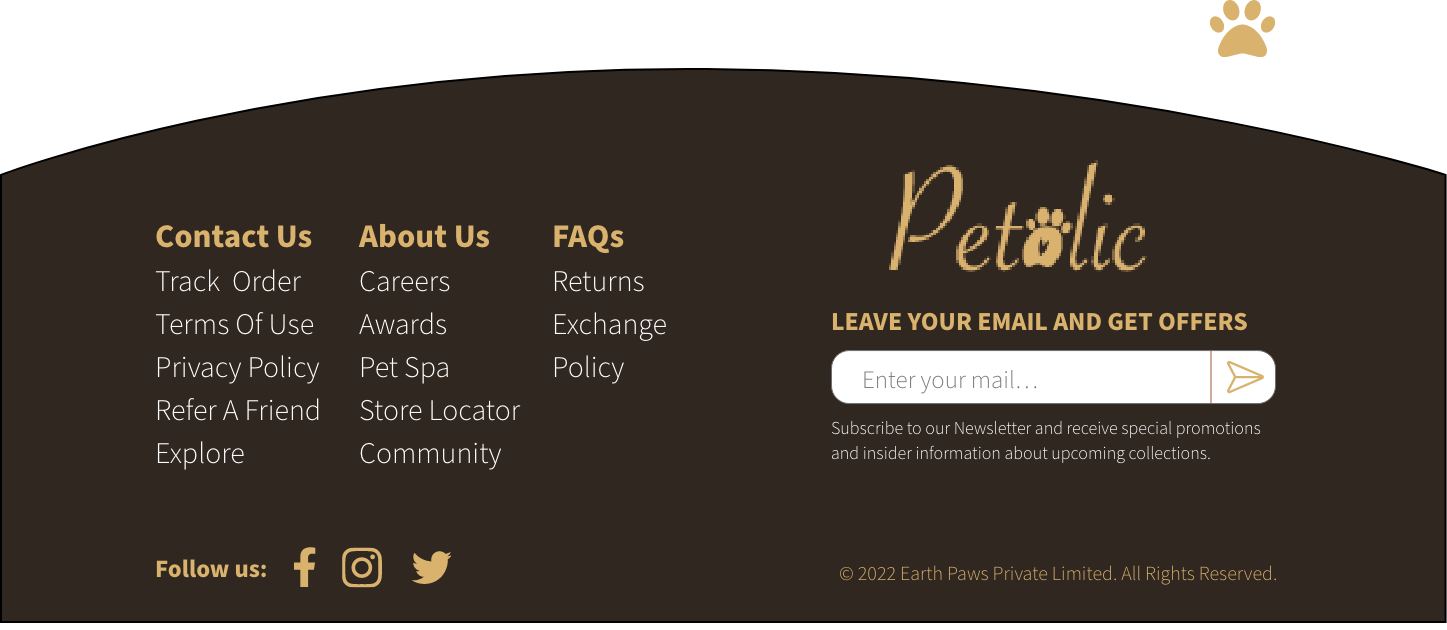 Contact Us
Track Order
Terms Of Use
Privacy Policy
Refer A Friend
Explore
About Us
Careers
Awards
Pet Spa
Store Locator
Community
FAQs
Returns
Exchange
Policy
Petolic
LEAVE YOUR EMAIL AND GET OFFERS
Enter your mail...
Subscribe to our Newsletter and receive special promotions
and insider information about upcoming collections.
Follow us:
© 2022 Earth Paws Private Limited. All Rights Reserved.